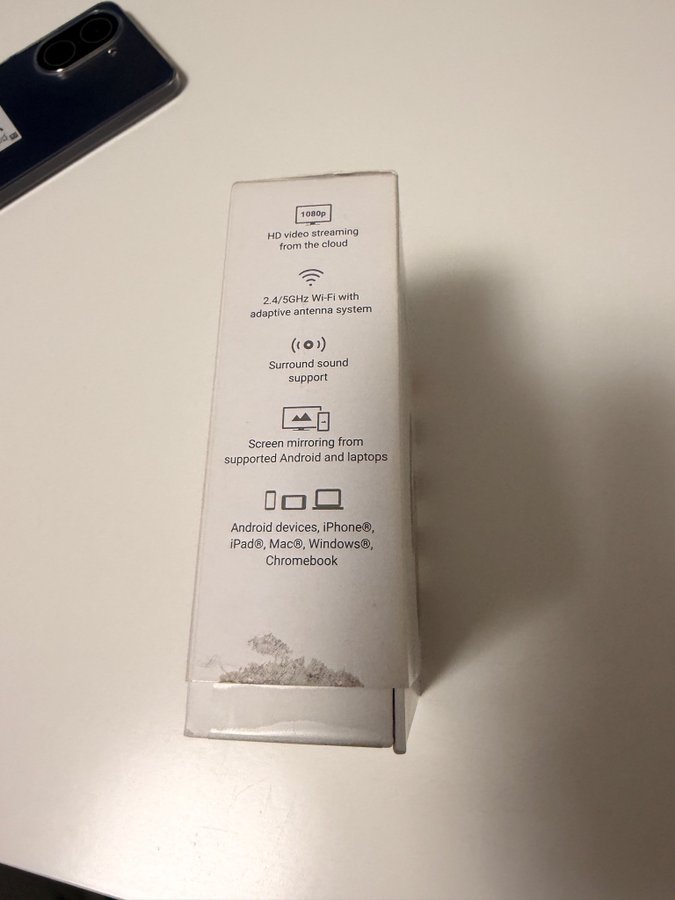 1080p
HD video streaming
from the cloud
2.4/5GHz Wi-Fi with
adaptive antenna system
Surround sound
support
Screen mirroring from
supported Android and laptops
Android devices, iPhone®,
iPad®, Mac®, Windows®,
Chromebook